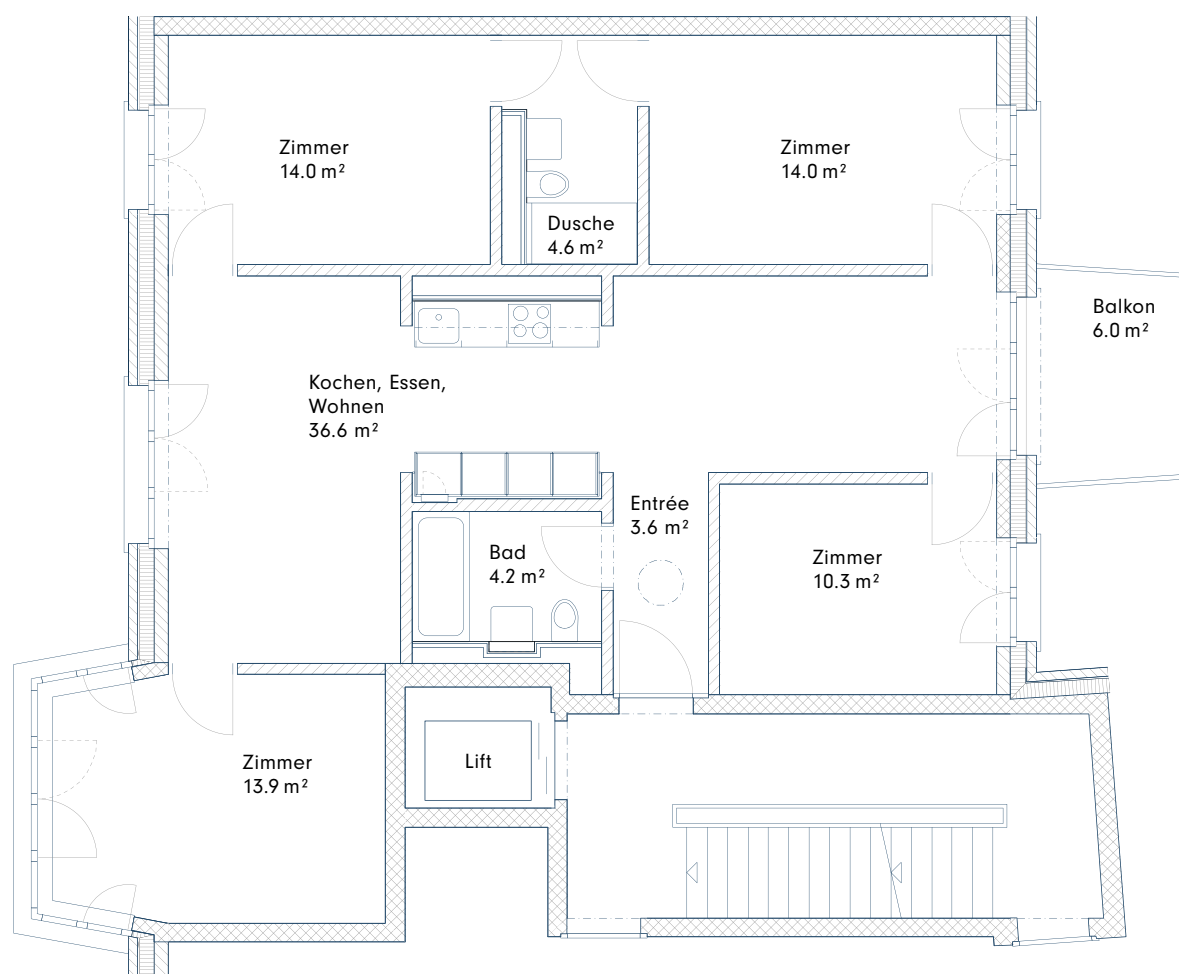 Zimmer
14.0 m²
Zimmer
14.0 m²
Dusche
4.6 m²
Balkon
6.0 m²
Kochen, Essen,
Wohnen
36.6 m²
Entrée
3.6 m²
Bad
4.2 m²
Zimmer
10.3 m²
Zimmer
13.9 m²
Lift